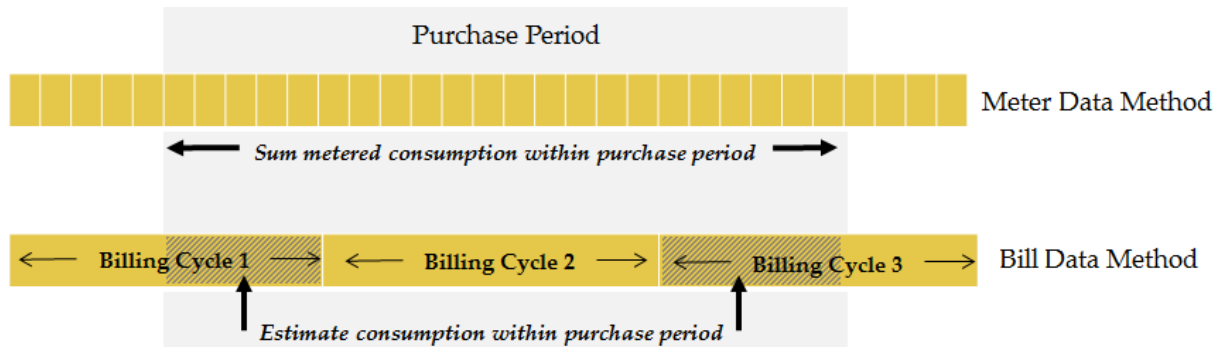 Purchase Period
Meter Data Method
Sum metered consumption within purchase period
Billing Cycle 1
Billing Cycle 2
Billing Cycle 3
Bill Data Method
Estimate consumption within purchase period